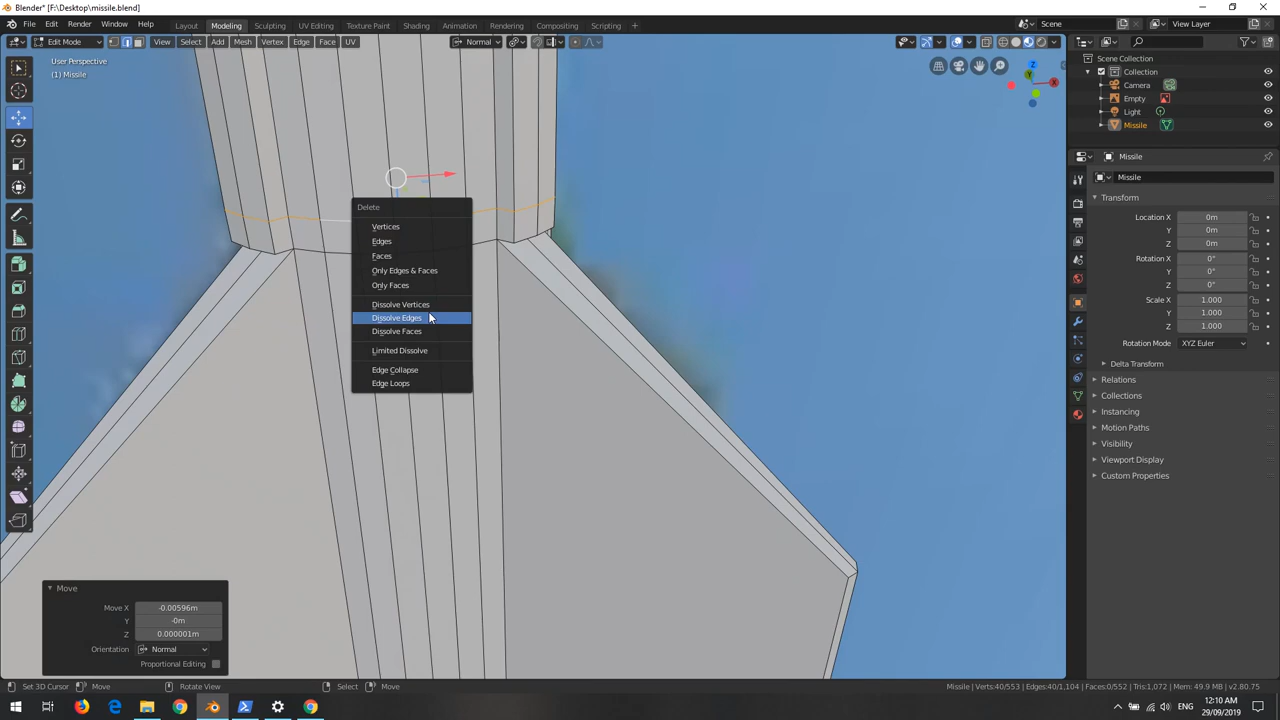 Blender* [F:\Desktop\missile.blend]
File Edit Render Window Help Layout Modeling Sculpting UV Editing Texture Paint Shading Animation Rendering Compositing Scripting + Scene View Layer
Edit Mode View Select Add Mesh Vertex Edge Face UV Normal
User Perspective
(1) Missile
Z
Y
X
Scene Collection
Collection
Camera
Empty
Light
Missile
Missile
Missile
Transform
Location X 0m
Y 0m
Z 0m
Rotation X 0°
Y 0°
Z 0°
Scale X 1.000
Y 1.000
Z 1.000
Rotation Mode XYZ Euler
Delta Transform
Relations
Collections
Instancing
Motion Paths
Visibility
Viewport Display
Custom Properties
Delete
Vertices
Edges
Faces
Only Edges & Faces
Only Faces
Dissolve Vertices
Dissolve Edges
Dissolve Faces
Limited Dissolve
Edge Collapse
Edge Loops
Move
Move X -0.00596m
Y -0m
Z 0.000001m
Orientation Normal
Proportional Editing
Set 3D Cursor Move Rotate View Select Move Missile | Verts:40/553 | Edges:40/1,104 | Faces:0/552 | Tris:1,072 | Mem: 49.9 MB | v2.80.75
ENG 12:10 AM
29/09/2019